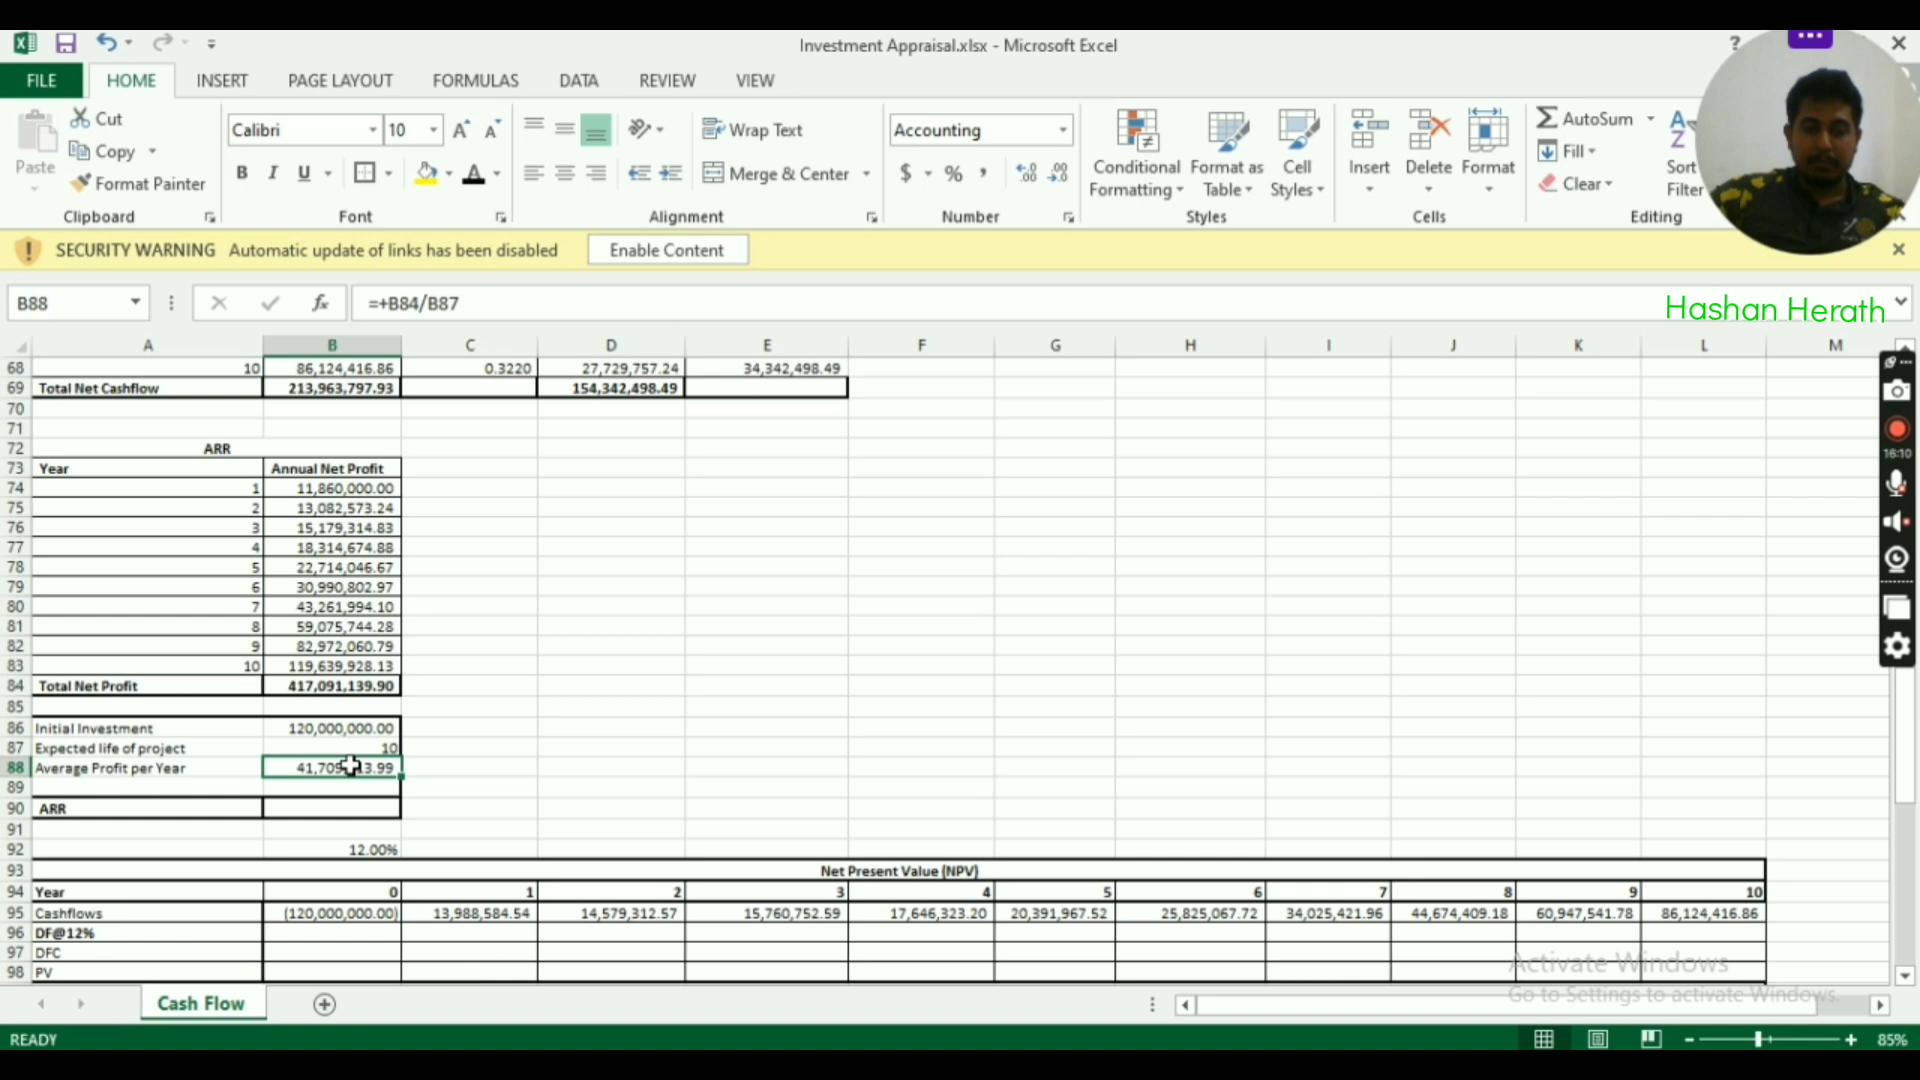 Investment Appraisal.xlsx - Microsoft Excel
?
FILE HOME INSERT PAGE LAYOUT FORMULAS DATA REVIEW VIEW
Paste Cut Copy Format Painter Clipboard
Calibri 10 B I U Font
Wrap Text Merge & Center Alignment
Accounting $ % , Number
Conditional Formatting Format as Table Cell Styles Styles
Insert Delete Format Cells
AutoSum Fill Clear Sort Filter Editing
SECURITY WARNING Automatic update of links has been disabled Enable Content
B88 fx =+B84/B87
Hashan Herath
A B C D E F G H I J K L M
68 10 86,124,416.86 0.3220 27,729,757.24 34,342,498.49
69 Total Net Cashflow 213,963,797.93 154,342,498.49
70
71
72 ARR
73 Year Annual Net Profit
74 1 11,860,000.00
75 2 13,082,573.24
76 3 15,179,314.83
77 4 18,314,674.88
78 5 22,714,046.67
79 6 30,990,802.97
80 7 43,261,994.10
81 8 59,075,744.28
82 9 82,972,060.79
83 10 119,639,928.13
84 Total Net Profit 417,091,139.90
85
86 Initial Investment 120,000,000.00
87 Expected life of project 10
88 Average Profit per Year
89
90 ARR
91
92 12.00%
93 Net Present Value (NPV)
94 Year 0 1 2 3 4 5 6 7 8 9 10
95 Cashflows (120,000,000.00) 13,988,584.54 14,579,312.57 15,760,752.59 17,646,323.20 20,391,967.52 25,825,067.72 34,025,421.96 44,674,409.18 60,947,541.78 86,124,416.86
96 DF@12%
97 DFC
98 PV
16:10
Activate Windows
Go to Settings to activate Windows.
Cash Flow
READY 85%